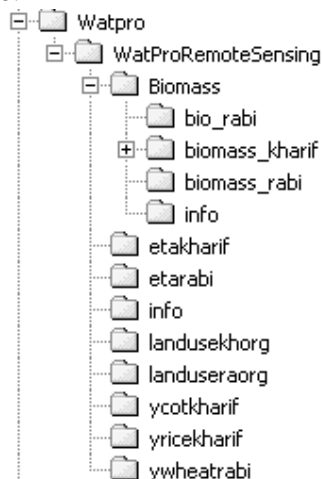 Watpro
WatProRemoteSensing
Biomass
bio_rabi
biomass_kharif
biomass_rabi
info
etakharif
etarabi
info
landusekhorg
landuseraorg
ycotkharif
yricekharif
ywheatrabi